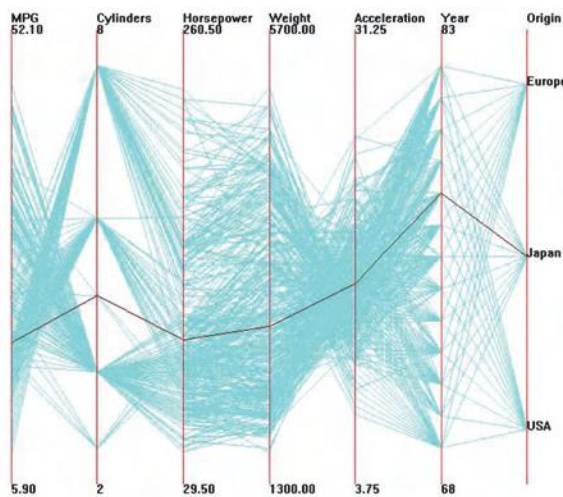 MPG Cylinders Horsepower Weight Acceleration Year Origin
52.10 8 260.50 5700.00 31.25 83
Europe
Japan
USA
5.90 2 29.50 1300.00 3.75 68